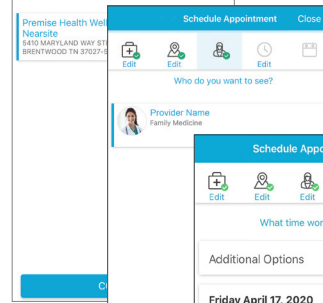 Premise Health Well
Nearsite
5410 MARYLAND WAY ST
BRENTWOOD TN 37027-5
Schedule Appointment Close
Edit Edit Edit
Who do you want to see?
Provider Name
Family Medicine
Schedule Appo
Edit Edit Edit
What time wor
Additional Options
Friday April 17, 2020